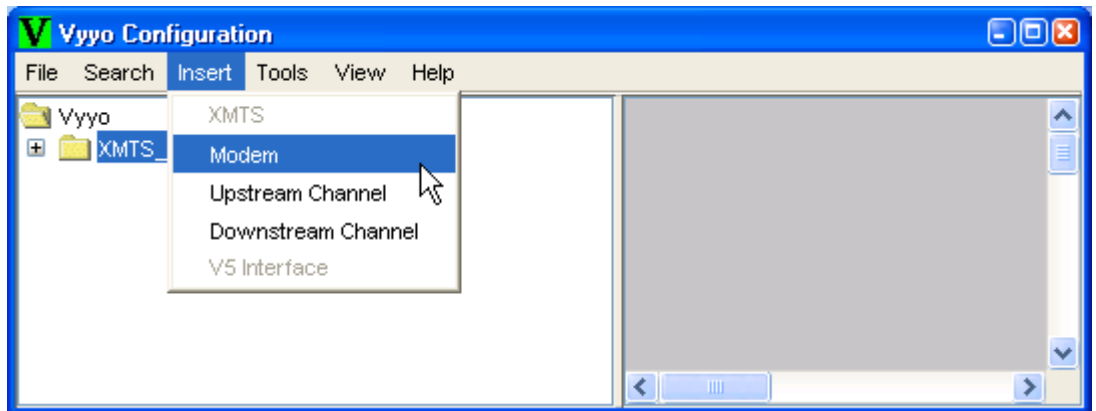 Vyyo Configuration
File Search Insert Tools View Help
Vyyo
XMTS_
XMTS
Modem
Upstream Channel
Downstream Channel
V5 Interface